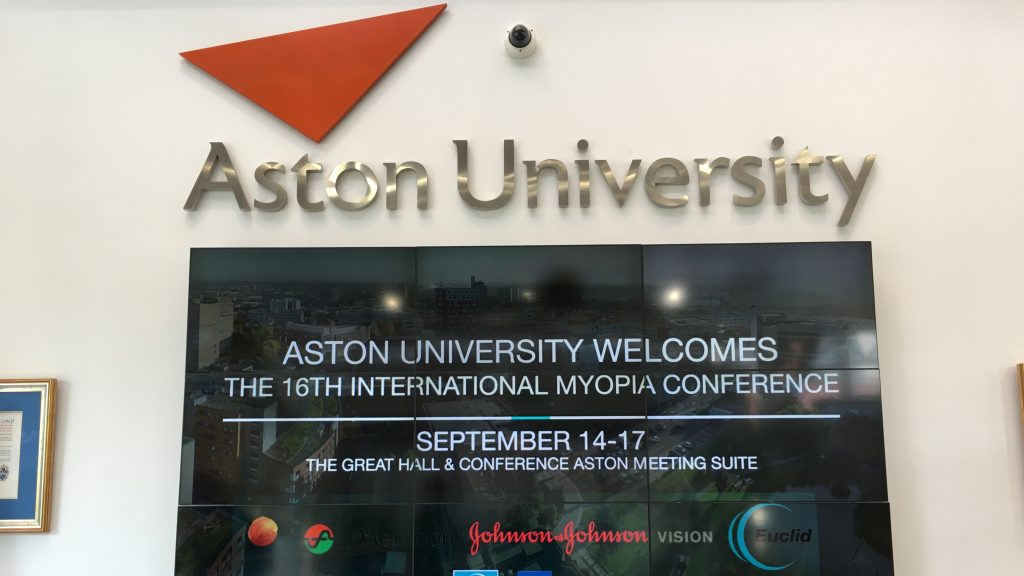 Aston University
ASTON UNIVERSITY WELCOMES
THE 16TH INTERNATIONAL MYOPIA CONFERENCE
SEPTEMBER 14-17
THE GREAT HALL & CONFERENCE ASTON MEETING SUITE
Johnson&Johnson VISION
Euclid